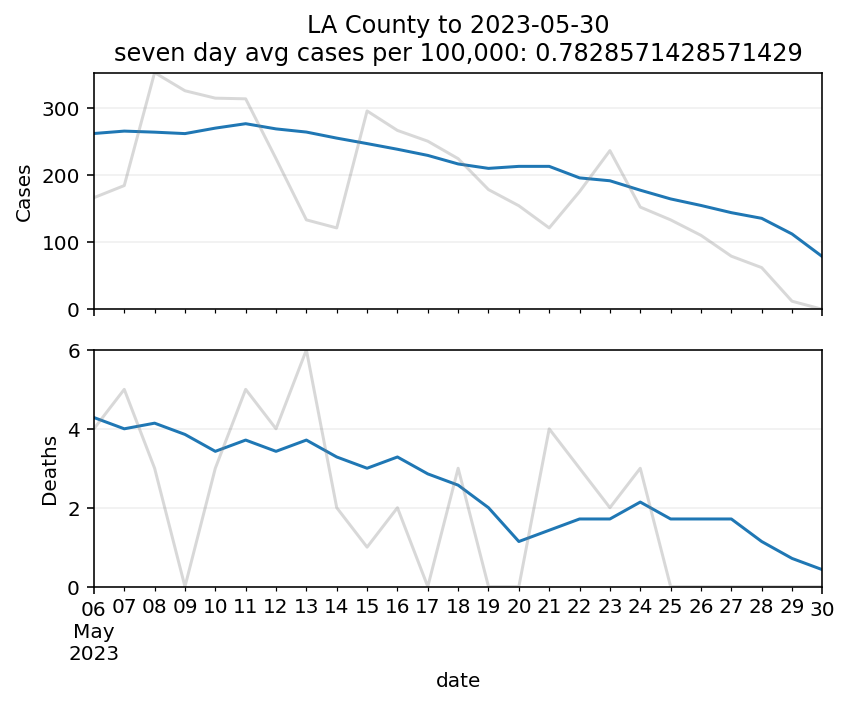 LA County to 2023-05-30
seven day avg cases per 100,000: 0.7828571428571429
300
200
100
0
Cases
6
4
2
0
Deaths
06 07 08 09 10 11 12 13 14 15 16 17 18 19 20 21 22 23 24 25 26 27 28 29 30
May
2023
date